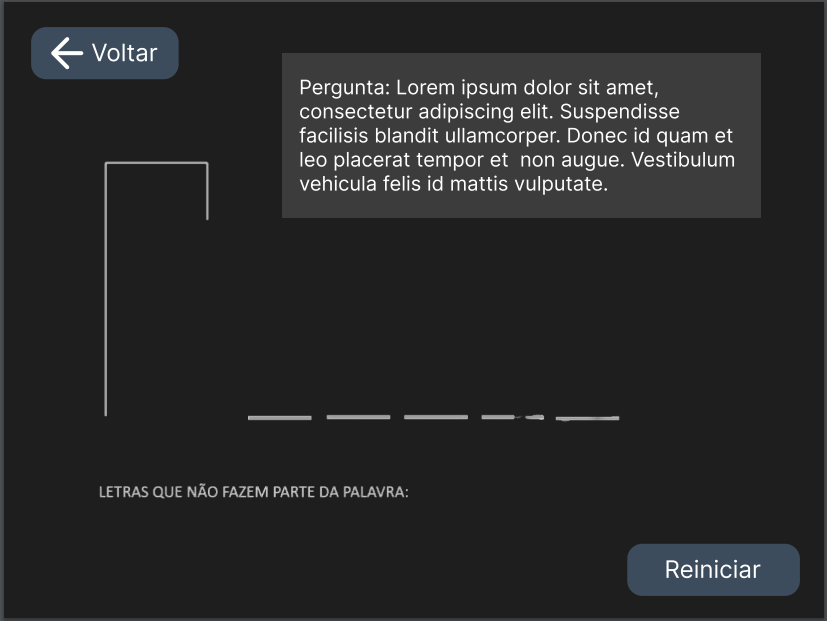 Voltar
Pergunta: Lorem ipsum dolor sit amet,
consectetur adipiscing elit. Suspendisse
facilisis blandit ullamcorper. Donec id quam et
leo placerat tempor et  non augue. Vestibulum
vehicula felis id mattis vulputate.
LETRAS QUE NÃO FAZEM PARTE DA PALAVRA:
Reiniciar